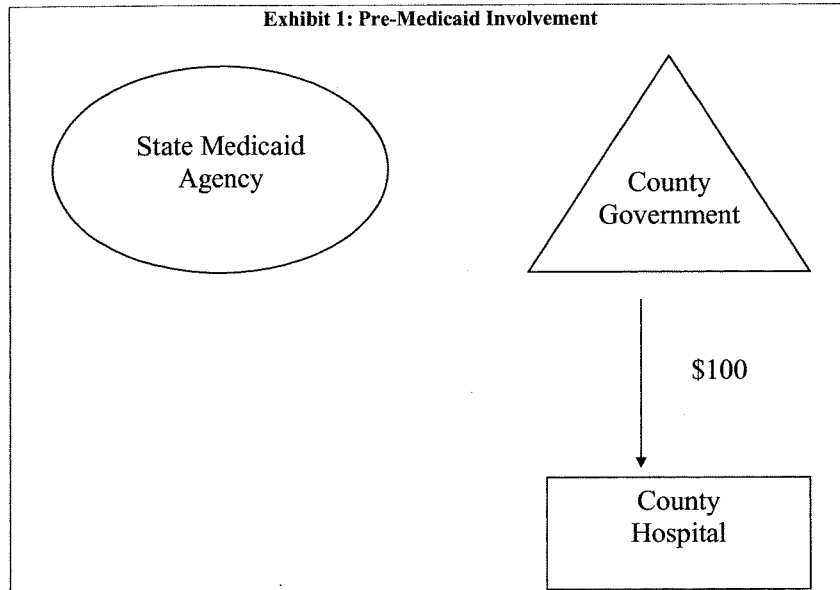 Exhibit 1: Pre-Medicaid Involvement
State Medicaid
Agency
County
Government
$100
County
Hospital